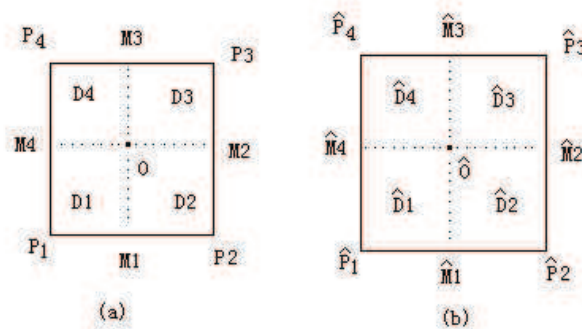 P4 M3 P3
D4 D3
M4 O M2
D1 D2
P1 M1 P2
(a)
P̂4 M̂3 P̂3
D̂4 D̂3
M̂4 Ô M̂2
D̂1 D̂2
P̂1 M̂1 P̂2
(b)